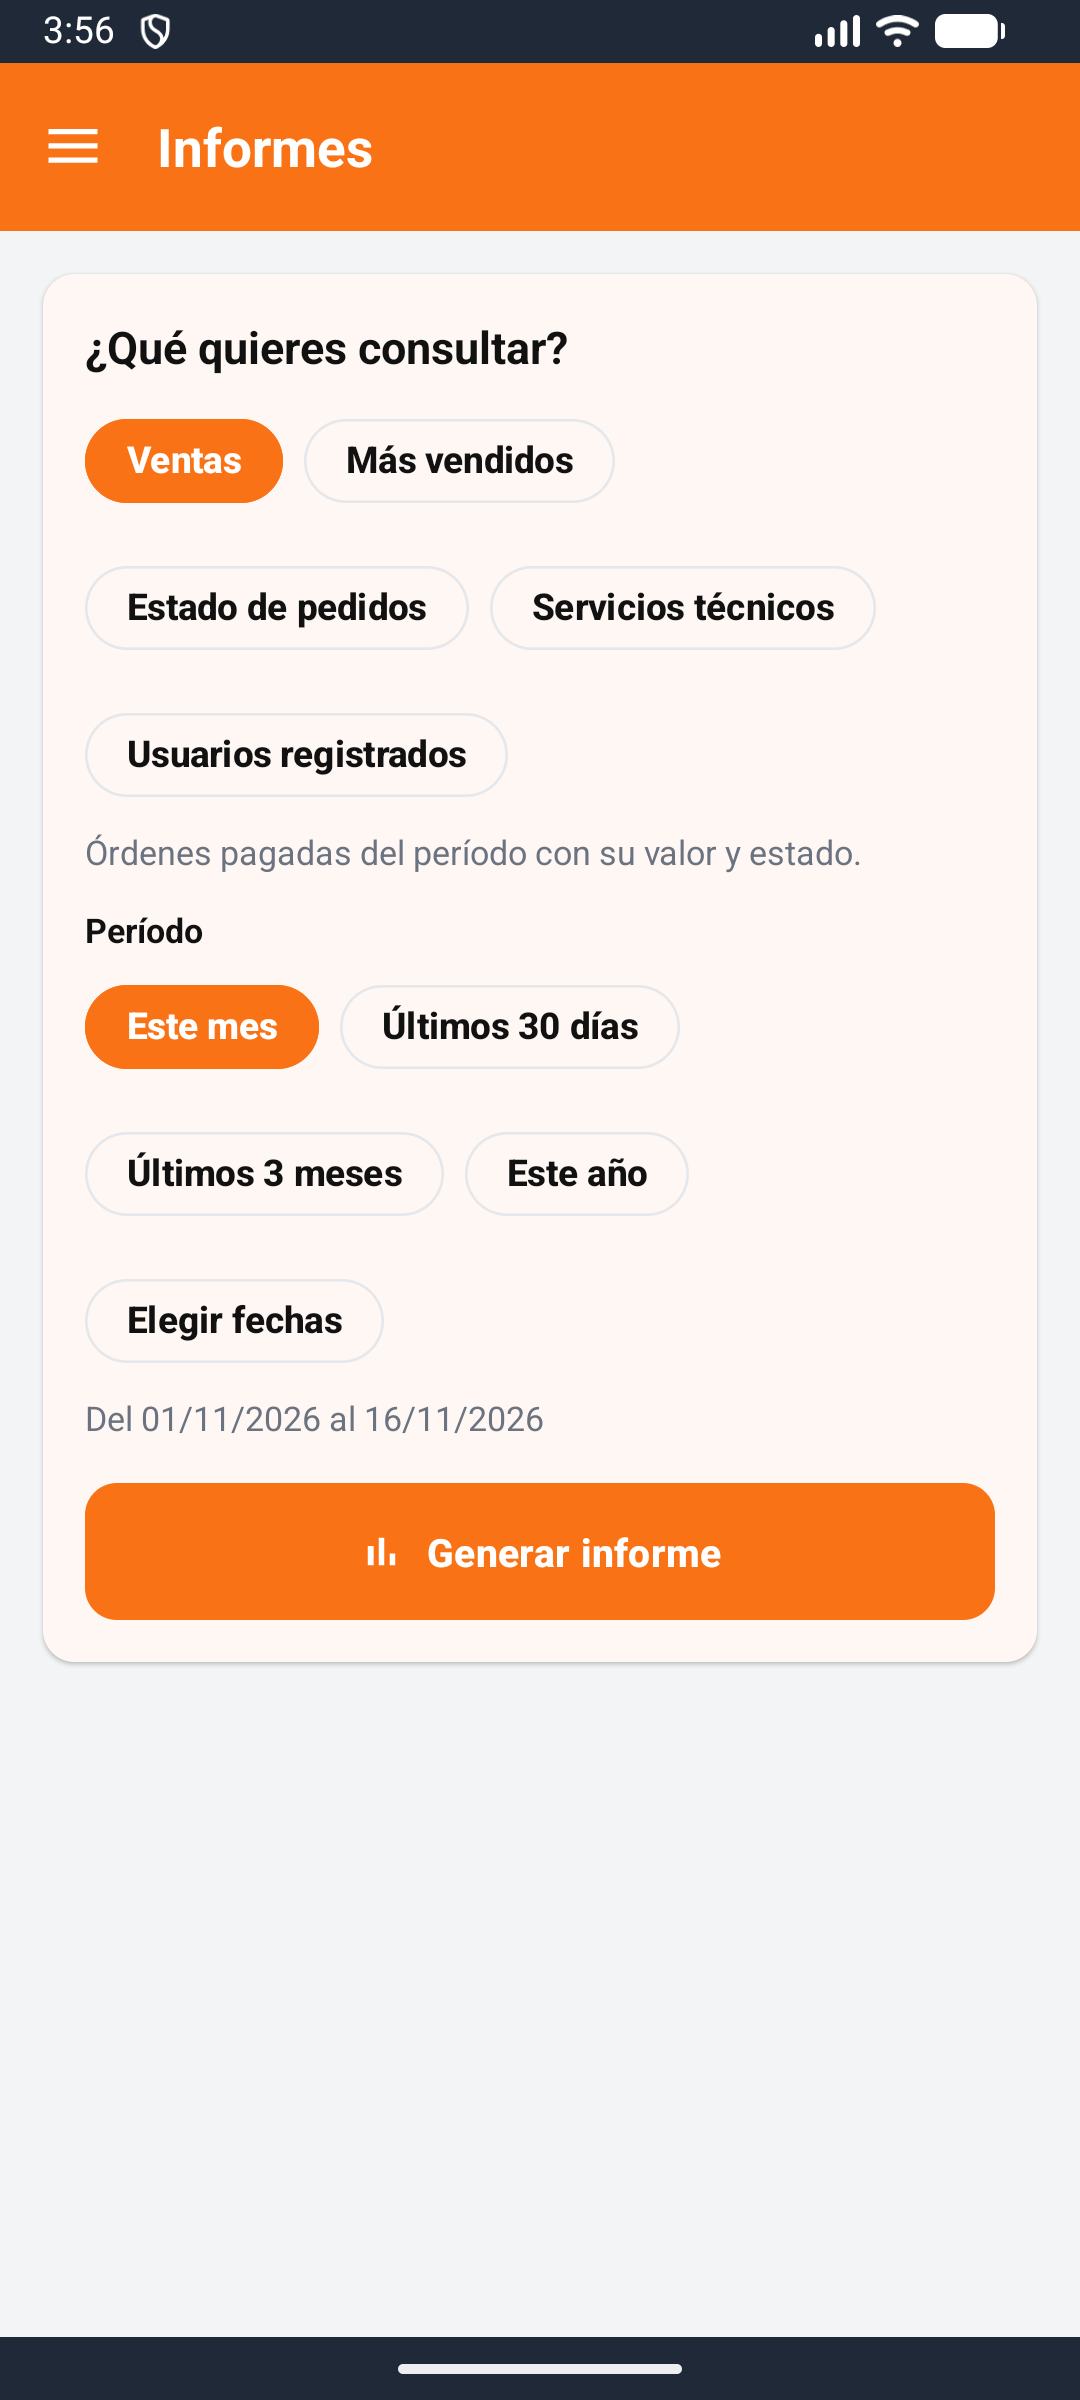 3:56
Informes
¿Qué quieres consultar?
Ventas
Más vendidos
Estado de pedidos
Servicios técnicos
Usuarios registrados
Órdenes pagadas del período con su valor y estado.
Período
Este mes
Últimos 30 días
Últimos 3 meses
Este año
Elegir fechas
Del 01/11/2026 al 16/11/2026
Generar informe